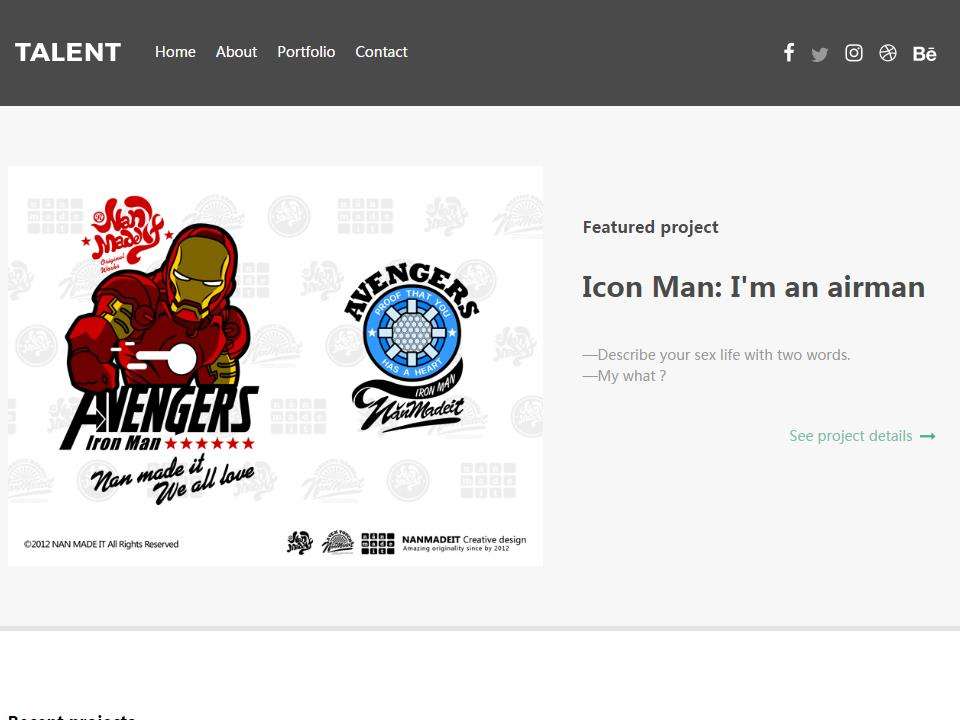 TALENT
Home About Portfolio Contact
Bē
Nan
Made it
Original
Works
AVENGERS
Iron Man
Nan made it
We all love
AVENGERS
PROOF THAT YOU
HAS A HEART
IRON MAN
NanMadeit
©2012 NAN MADE IT All Rights Reserved
NANMADEIT Creative design
Amazing originality since by 2012
Featured project
Icon Man: I'm an airman
—Describe your sex life with two words.
—My what ?
See project details
Recent projects